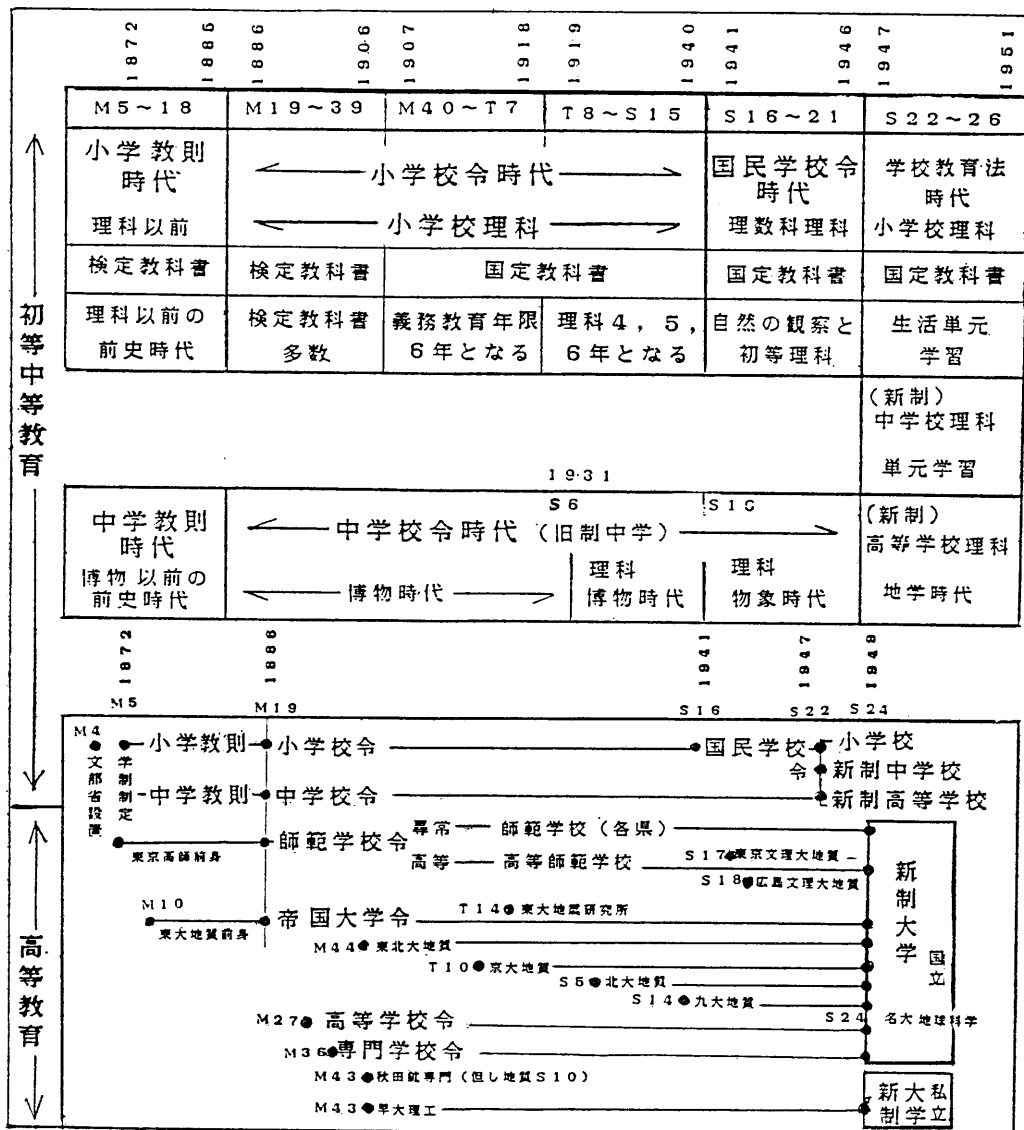 1872 1885 1886 1906 1907 1918 1919 1940 1941 1946 1947 1951
M5~18 M19~39 M40~T7 T8~S15 S16~21 S22~26
初等中等教育
小学教則
時代
理科以前
小学校令時代
小学校理科
国民学校令
時代
理数科理科
学校教育法
時代
小学校理科
検定教科書 検定教科書 国定教科書 国定教科書 国定教科書
理科以前の
前史時代
検定教科書
多数
義務教育年限
6年となる
理科4,5,
6年となる
自然の観察と
初等理科
生活単元
学習
(新制)
中学校理科
単元学習
1931
S6
中学教則
時代
博物以前の
前史時代
中学校令時代(旧制中学)
博物時代
理科
博物時代
理科
物象時代
(新制)
高等学校理科
地学時代
1872 1886 1941 1947 1949
M5 M19 S16 S22 S24
M4
文部省設置
学制制定
小学教則 小学校令 国民学校令 小学校
新制中学校
中学教則 中学校令 新制高等学校
高等教育
師範学校令 尋常 師範学校(各県)
東京高師前身
高等 高等師範学校 S17 東京文理大地質
S18 広島文理大地質
M10
東大地質前身
帝国大学令 T14 東大地震研究所
M44 東北大地質
T10 京大地質
S5 北大地質
S14 九大地質
新制大学
国立
M27 高等学校令 S24 名大地球科学
M36 専門学校令
M43 秋田鉱専門(但し地質S10)
M43 早大理工
新制
大学
私立